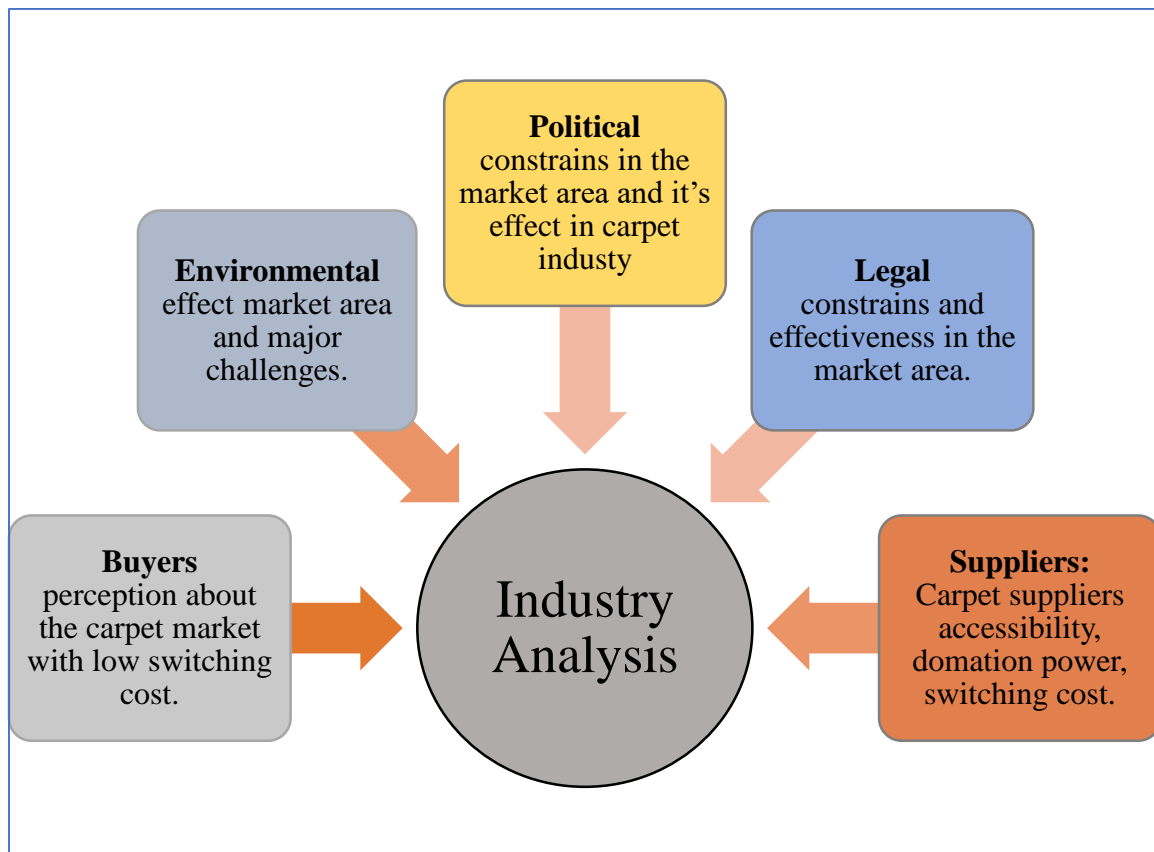 Political
constrains in the
market area and it’s
effect in carpet
industy
Environmental
effect market area
and major
challenges.
Legal
constrains and
effectiveness in the
market area.
Buyers
perception about
the carpet market
with low switching
cost.
Industry
Analysis
Suppliers:
Carpet suppliers
accessibility,
domation power,
switching cost.